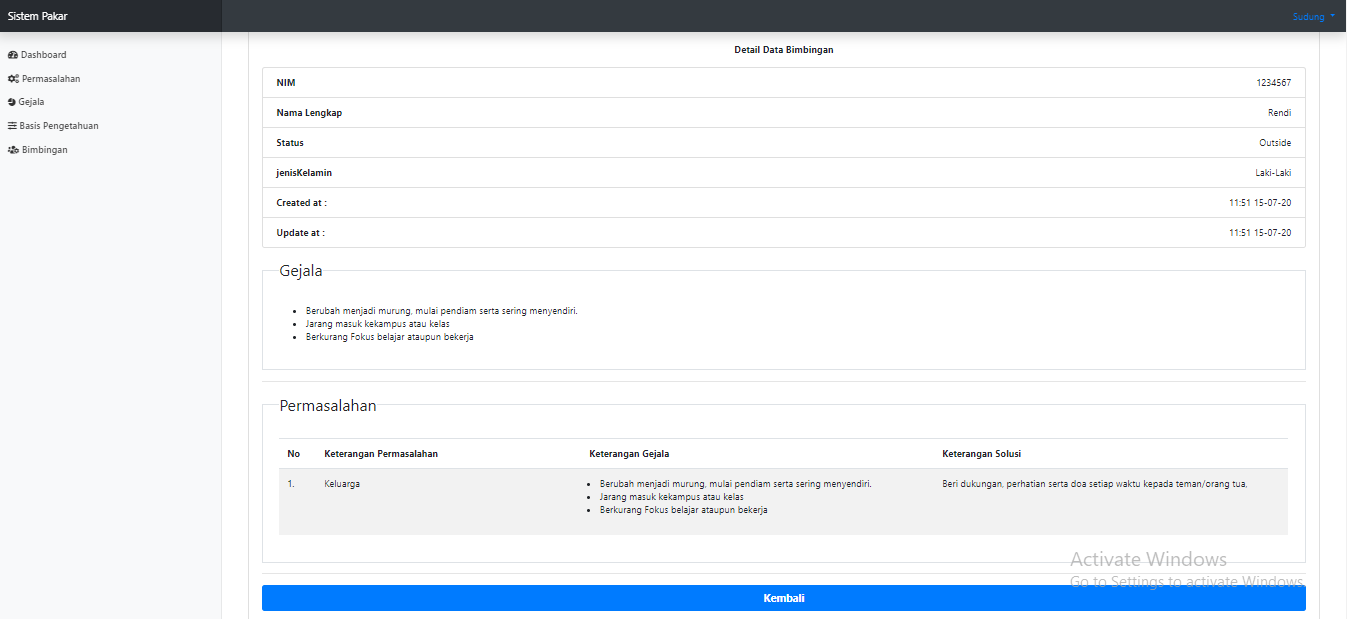 Sistem Pakar
Sudung
Dashboard
Permasalahan
Gejala
Basis Pengetahuan
Bimbingan
Detail Data Bimbingan
NIM 1234567
Nama Lengkap Rendi
Status Outside
jenisKelamin Laki-Laki
Created at : 11:51 15-07-20
Update at : 11:51 15-07-20
Gejala
Berubah menjadi murung, mulai pendiam serta sering menyendiri.
Jarang masuk kekampus atau kelas
Berkurang Fokus belajar ataupun bekerja
Permasalahan
No Keterangan Permasalahan Keterangan Gejala Keterangan Solusi
1. Keluarga Berubah menjadi murung, mulai pendiam serta sering menyendiri. Beri dukungan, perhatian serta doa setiap waktu kepada teman/orang tua,
Jarang masuk kekampus atau kelas
Berkurang Fokus belajar ataupun bekerja
Activate Windows
Go to Settings to activate Windows.
Kembali